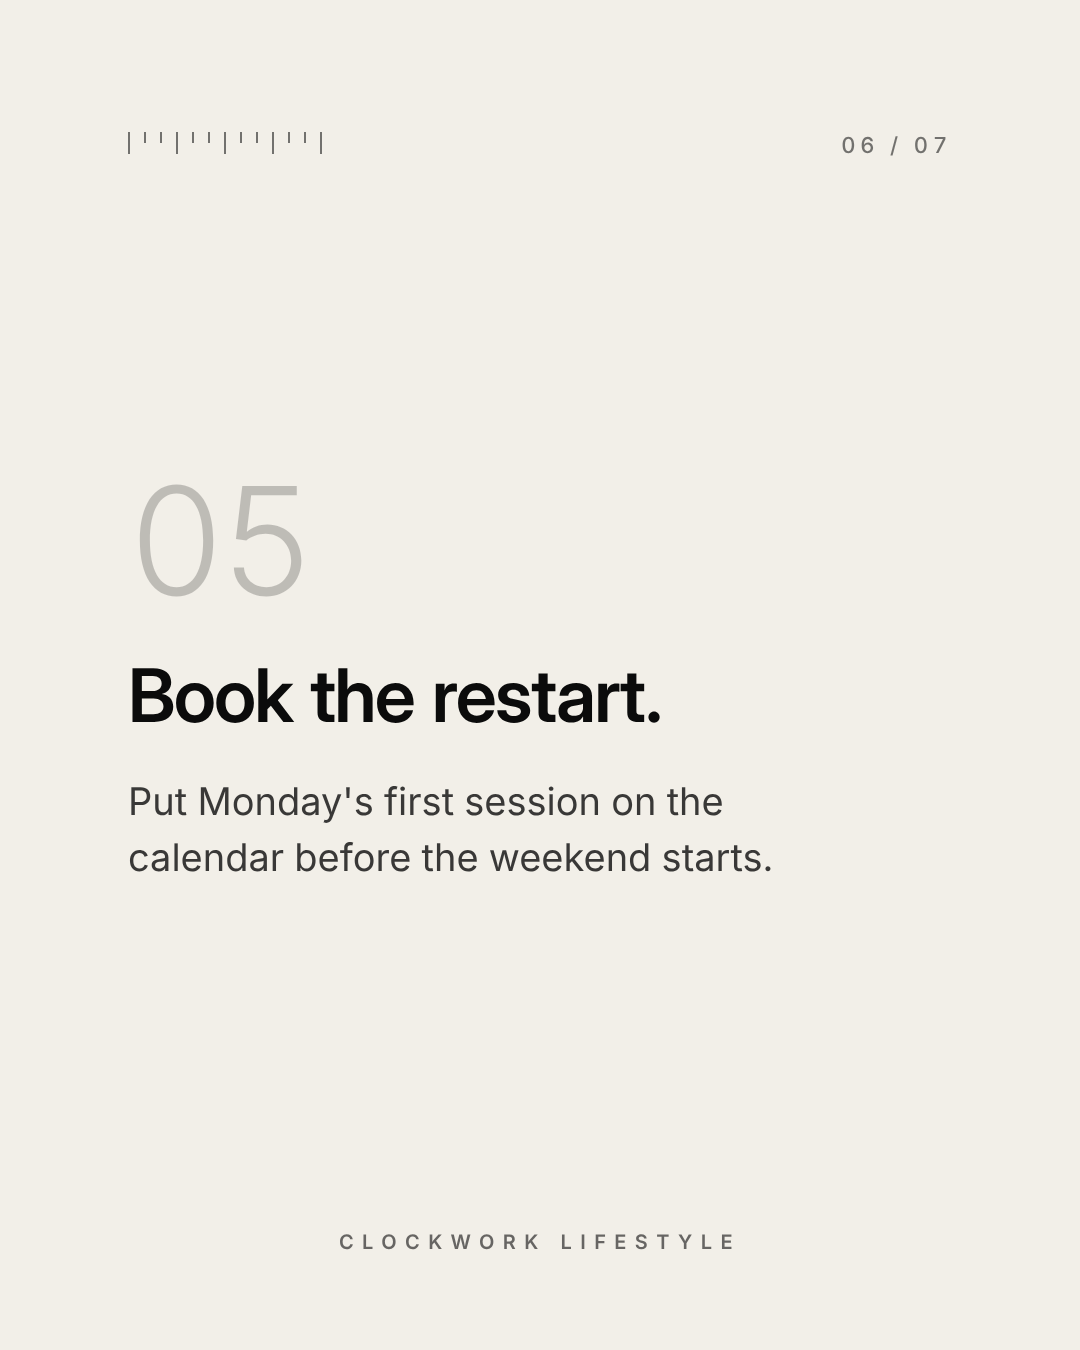 06 / 07
05
Book the restart.
Put Monday's first session on the
calendar before the weekend starts.
CLOCKWORK LIFESTYLE